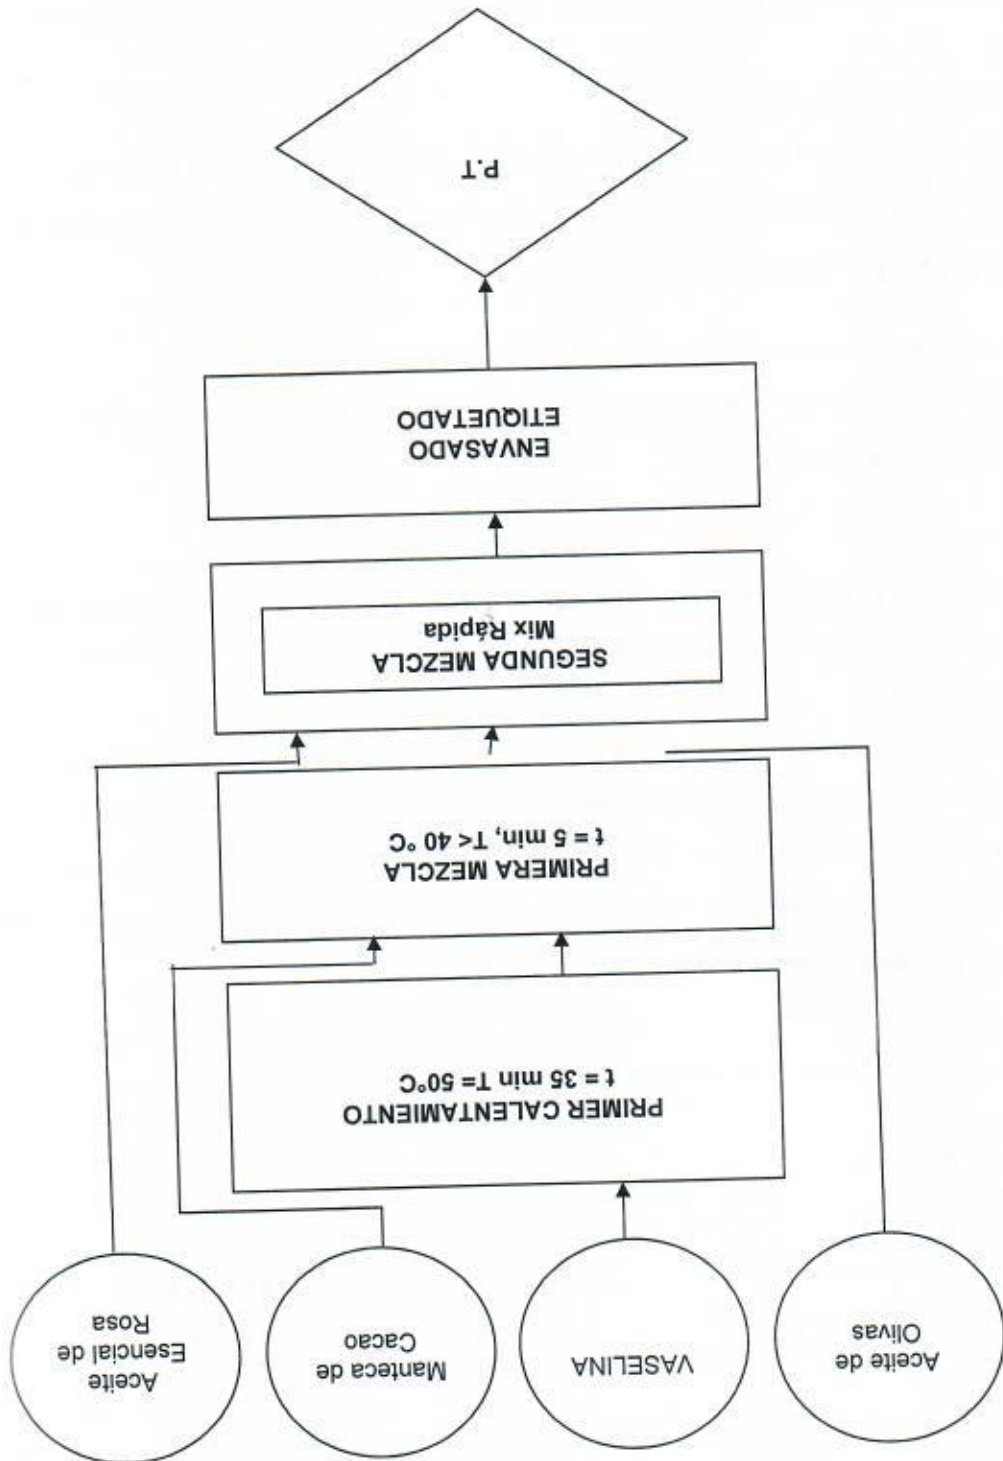 Aceite de
Olivas
VASELINA
Manteca de
Cacao
Aceite
Esencial de
Rosa
PRIMER CALENTAMIENTO
t = 35 min T= 50°C
PRIMERA MEZCLA
t = 5 min, T< 40 °C
SEGUNDA MEZCLA
Mix Rápida
ENVASADO
ETIQUETADO
P.T